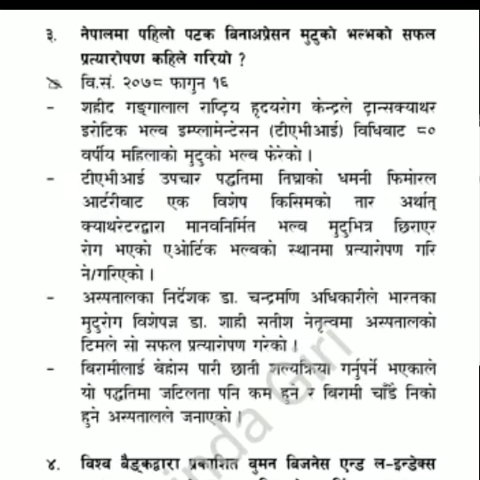 ३. नेपालमा पहिलो पटक बिनाअप्रेसन मुटुको भल्भको सफल
प्रत्यारोपण कहिले गरियो ?
वि.सं. २०७८ फागुन १६
- शहीद गङ्गालाल राष्ट्रिय हृदयरोग केन्द्रले ट्रान्सक्याथर
इरोटिक भल्ब इम्प्लामेन्टेसन (टीएभीआई) विधिबाट ८०
वर्षीय महिलाको मुटुको भल्ब फेरेको ।
- टीएभीआई उपचार पद्धतिमा तिघ्राको धमनी फिमोरल
आर्टरीबाट एक विशेष किसिमको तार अर्थात्
क्याथरेटरद्वारा मानवनिर्मित भल्ब मुटुभित्र छिराएर
रोग भएको एओर्टिक भल्बको स्थानमा प्रत्यारोपण गरि
ने/गरिएको ।
- अस्पतालका निर्देशक डा. चन्द्रमणि अधिकारीले भारतका
मुटुरोग विशेषज्ञ डा. शाही सतीश नेतृत्वमा अस्पतालको
टिमले सो सफल प्रत्यारोपण गरेको ।
- बिरामीलाई बेहोस पारी छाती शल्यक्रिया गर्नुपर्ने भएकाले
यो पद्धतिमा जटिलता पनि कम हुने र बिरामी चाँडै निको
हुने अस्पतालले जनाएको ।
inda Giri
४. विश्व बैङ्कद्वारा प्रकाशित वुमन बिजनेस एन्ड ल-इन्डेक्स